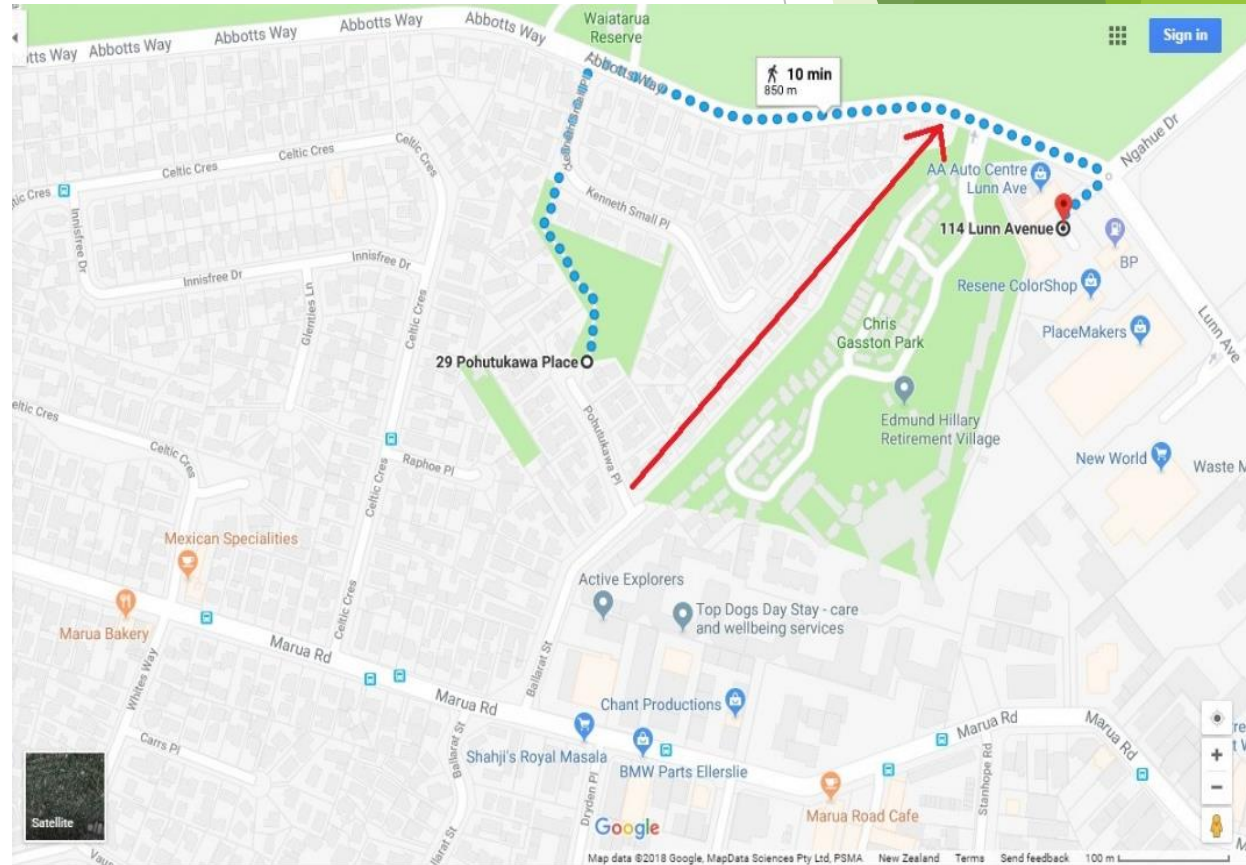 Abbotts Way
Abbotts Way
Abbotts Way
Abbotts Way
Abbotts Way
Waiatarua
Reserve
Sign in
Abbotts Way
10 min
850 m
Ngahue Dr
Celtic Cres
Celtic Cres
Celtic Cres
Kenneth Small Pl
AA Auto Centre
Lunn Ave
114 Lunn Avenue
BP
Innisfree Dr
Innisfree Dr
Innisfree Dr
Glenties Ln
Celtic Cres
Resene ColorShop
PlaceMakers
Lunn Ave
Chris
Gasston Park
29 Pohutukawa Place
Edmund Hillary
Retirement Village
Pohutukawa Pl
Celtic Cres
Raphoe Pl
Celtic Cres
New World
Mexican Specialities
Active Explorers
Top Dogs Day Stay - care
and wellbeing services
Marua Bakery
Celtic Cres
Marua Rd
Whites Way
Ballarat St
Marua Rd
Chant Productions
Marua Rd
Marua Rd
Carrs Pl
Ballarat St
Shahji's Royal Masala
BMW Parts Ellerslie
Stanhope Rd
Dryden Pl
Marua Road Cafe
Satellite
Google
Ballarat St
Map data ©2018 Google, MapData Sciences Pty Ltd, PSMA New Zealand Terms Send feedback 100 m